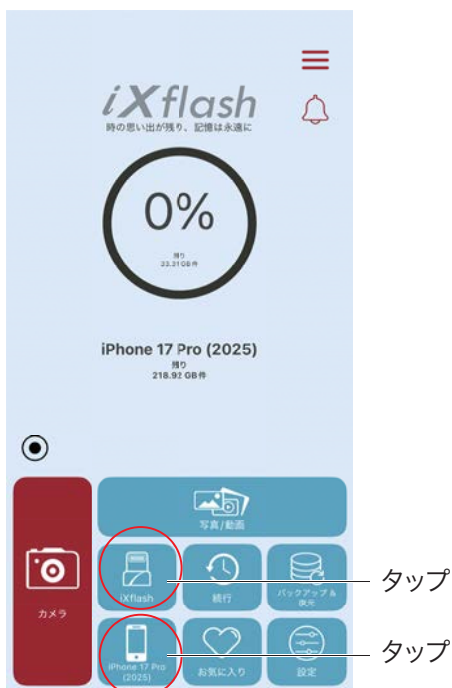 iXflash
時の思い出が残り、記憶は永遠に
0%
残り
23.31 GB 件
iPhone 17 Pro (2025)
残り
218.92 GB 件
写真/動画
カメラ
iXflash
続行
バックアップ &
復元
タップ
iPhone 17 Pro
(2025)
お気に入り
設定
タップ